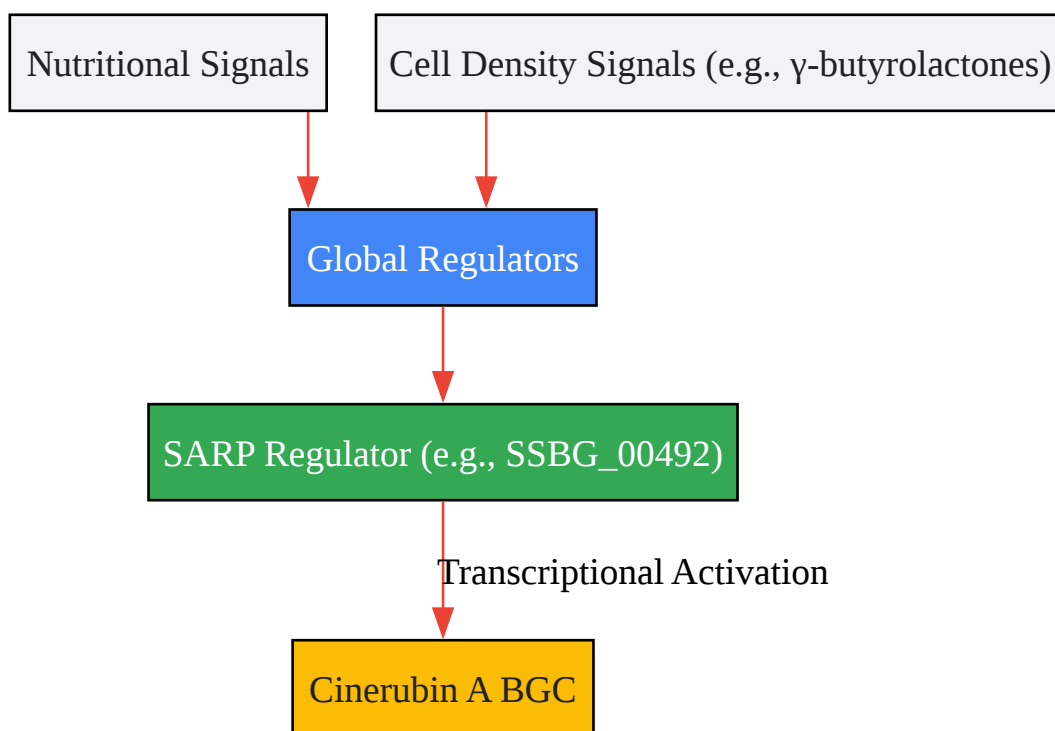 Nutritional Signals
Cell Density Signals (e.g., γ-butyrolactones)
Global Regulators
SARP Regulator (e.g., SSBG_00492)
Transcriptional Activation
Cinerubin A BGC